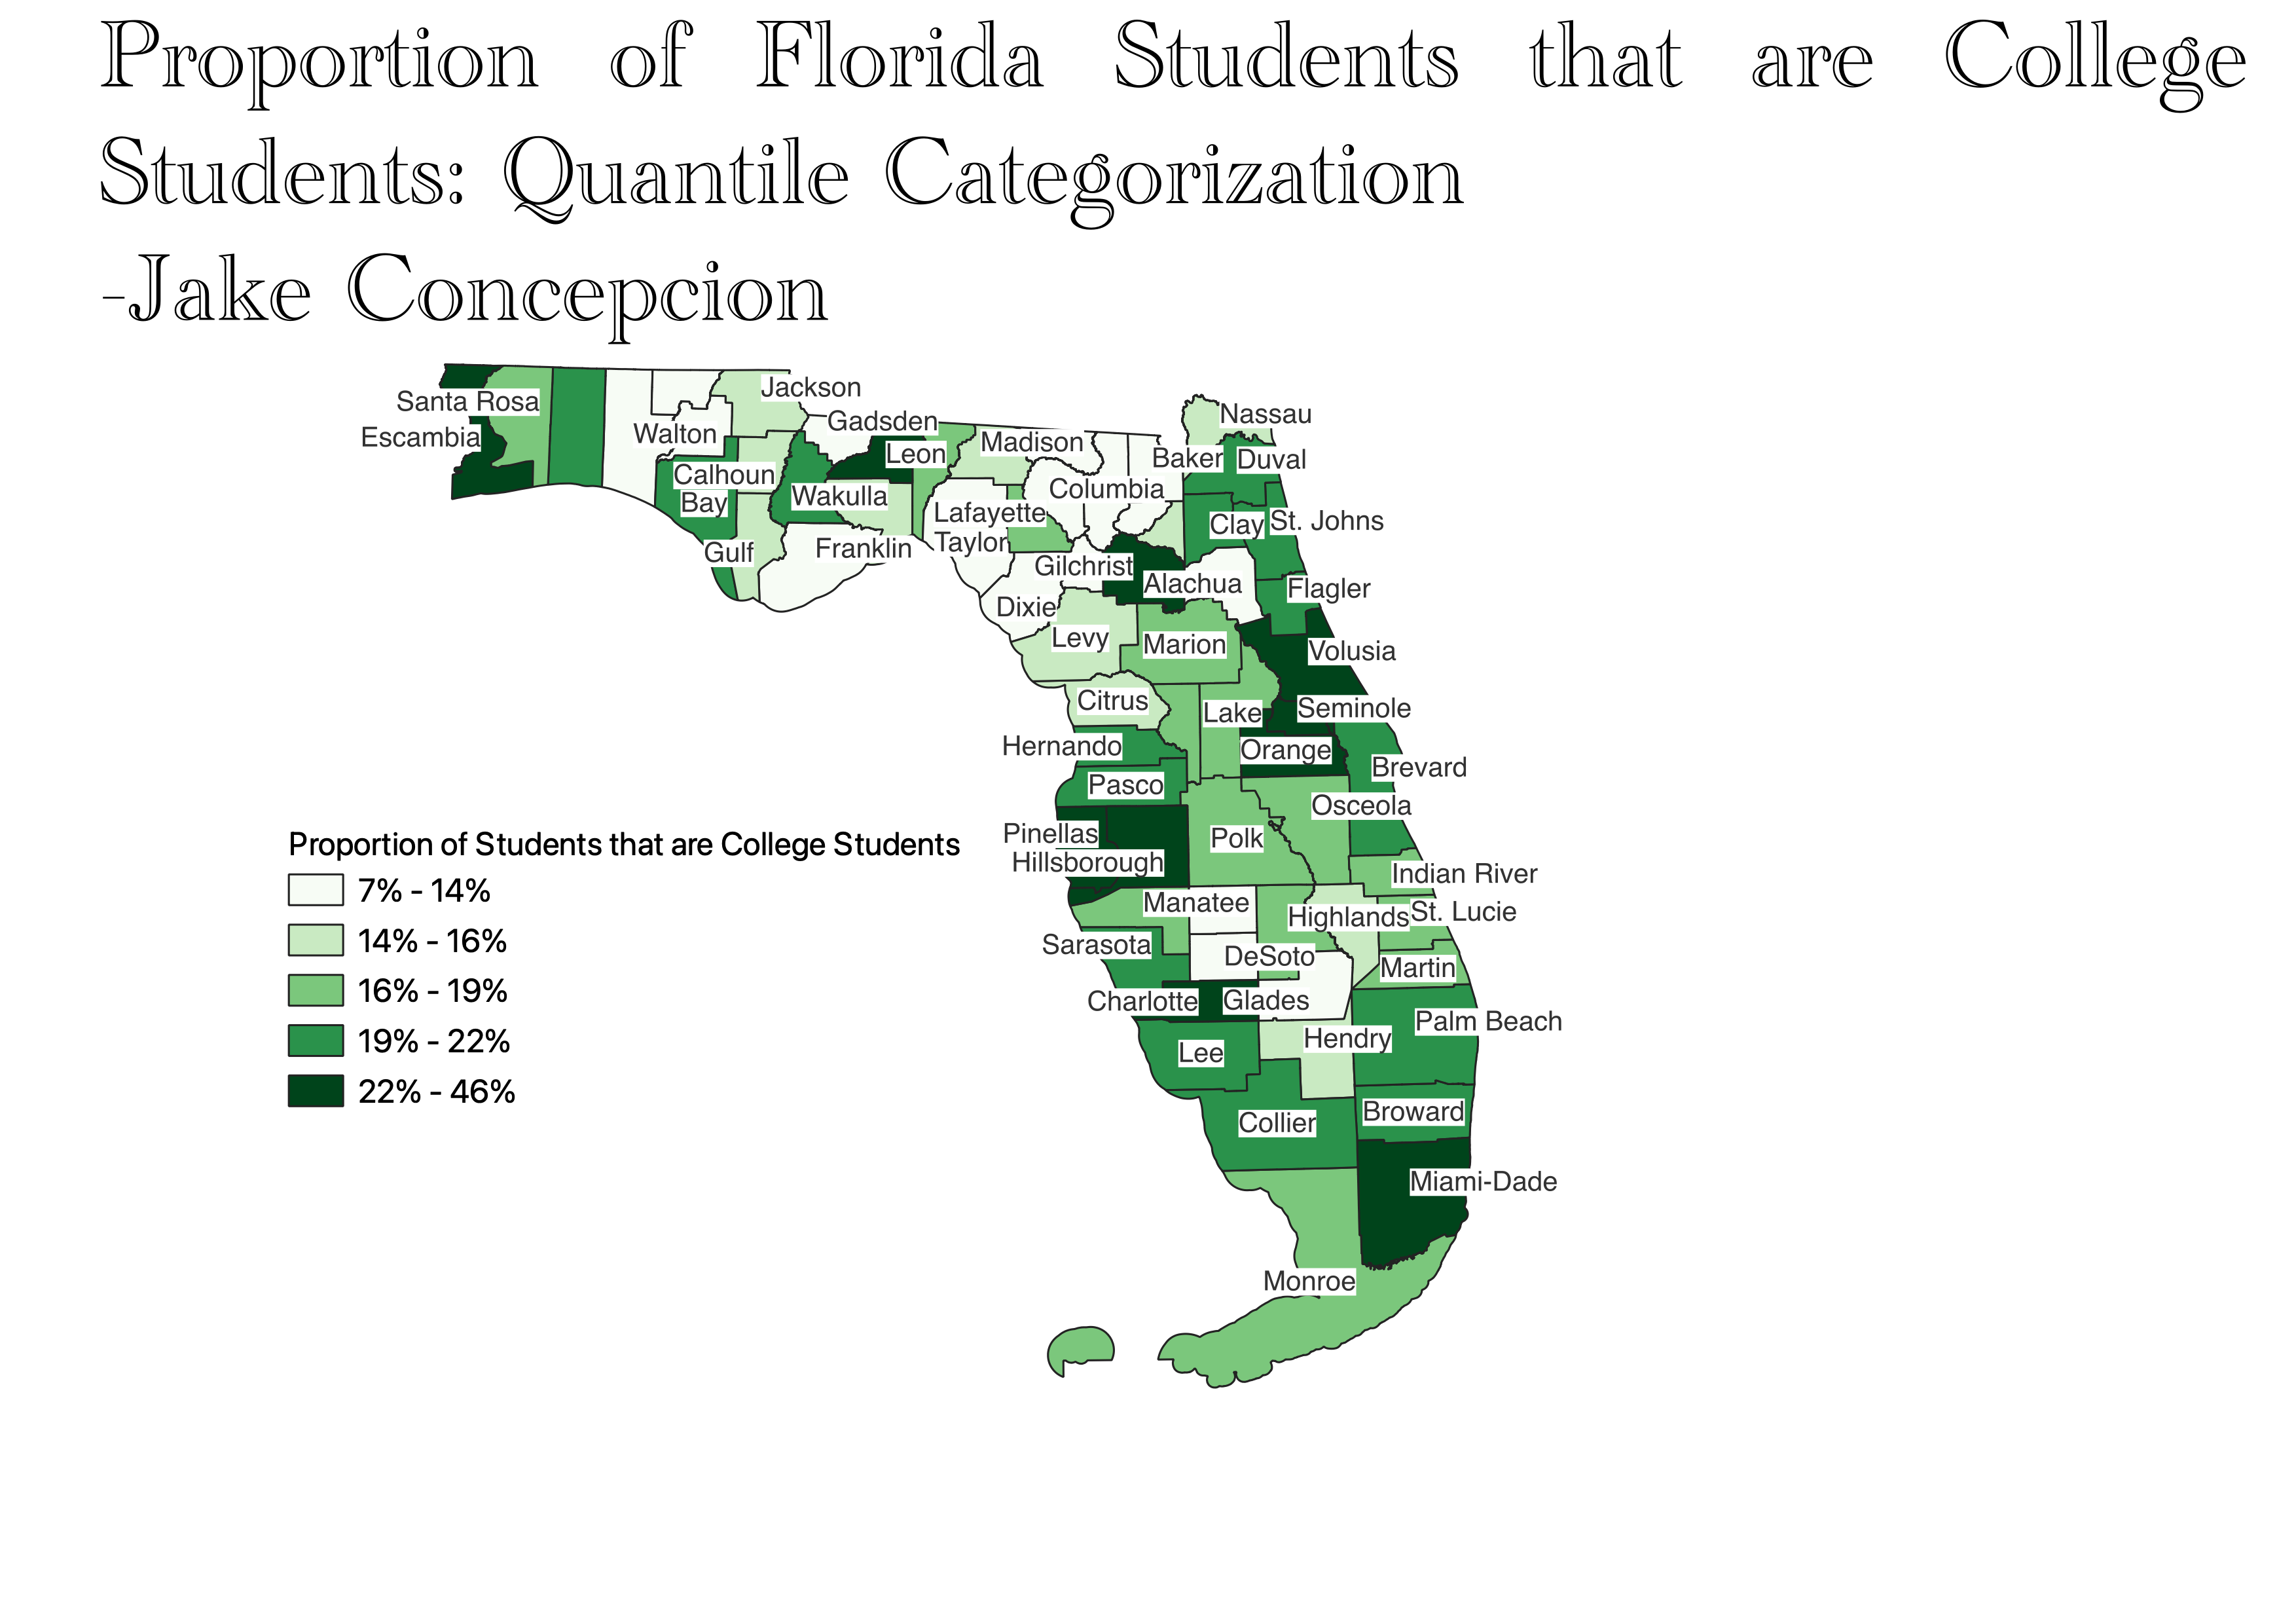 Proportion of Florida Students that are College
Students: Quantile Categorization
-Jake Concepcion
Jackson
Santa Rosa
Nassau
Gadsden
Walton
Escambia
Madison
Leon
Baker
Duval
Calhoun
Columbia
Wakulla
Bay
Lafayette
Clay
St. Johns
Taylor
Franklin
Gulf
Gilchrist
Alachua
Flagler
Dixie
Levy
Marion
Volusia
Citrus
Seminole
Lake
Hernando
Orange
Brevard
Pasco
Osceola
Pinellas
Polk
Hillsborough
Indian River
Manatee
St. Lucie
Highlands
Sarasota
DeSoto
Martin
Charlotte
Glades
Palm Beach
Hendry
Lee
Broward
Collier
Miami-Dade
Monroe
Proportion of Students that are College Students
7% - 14%
14% - 16%
16% - 19%
19% - 22%
22% - 46%